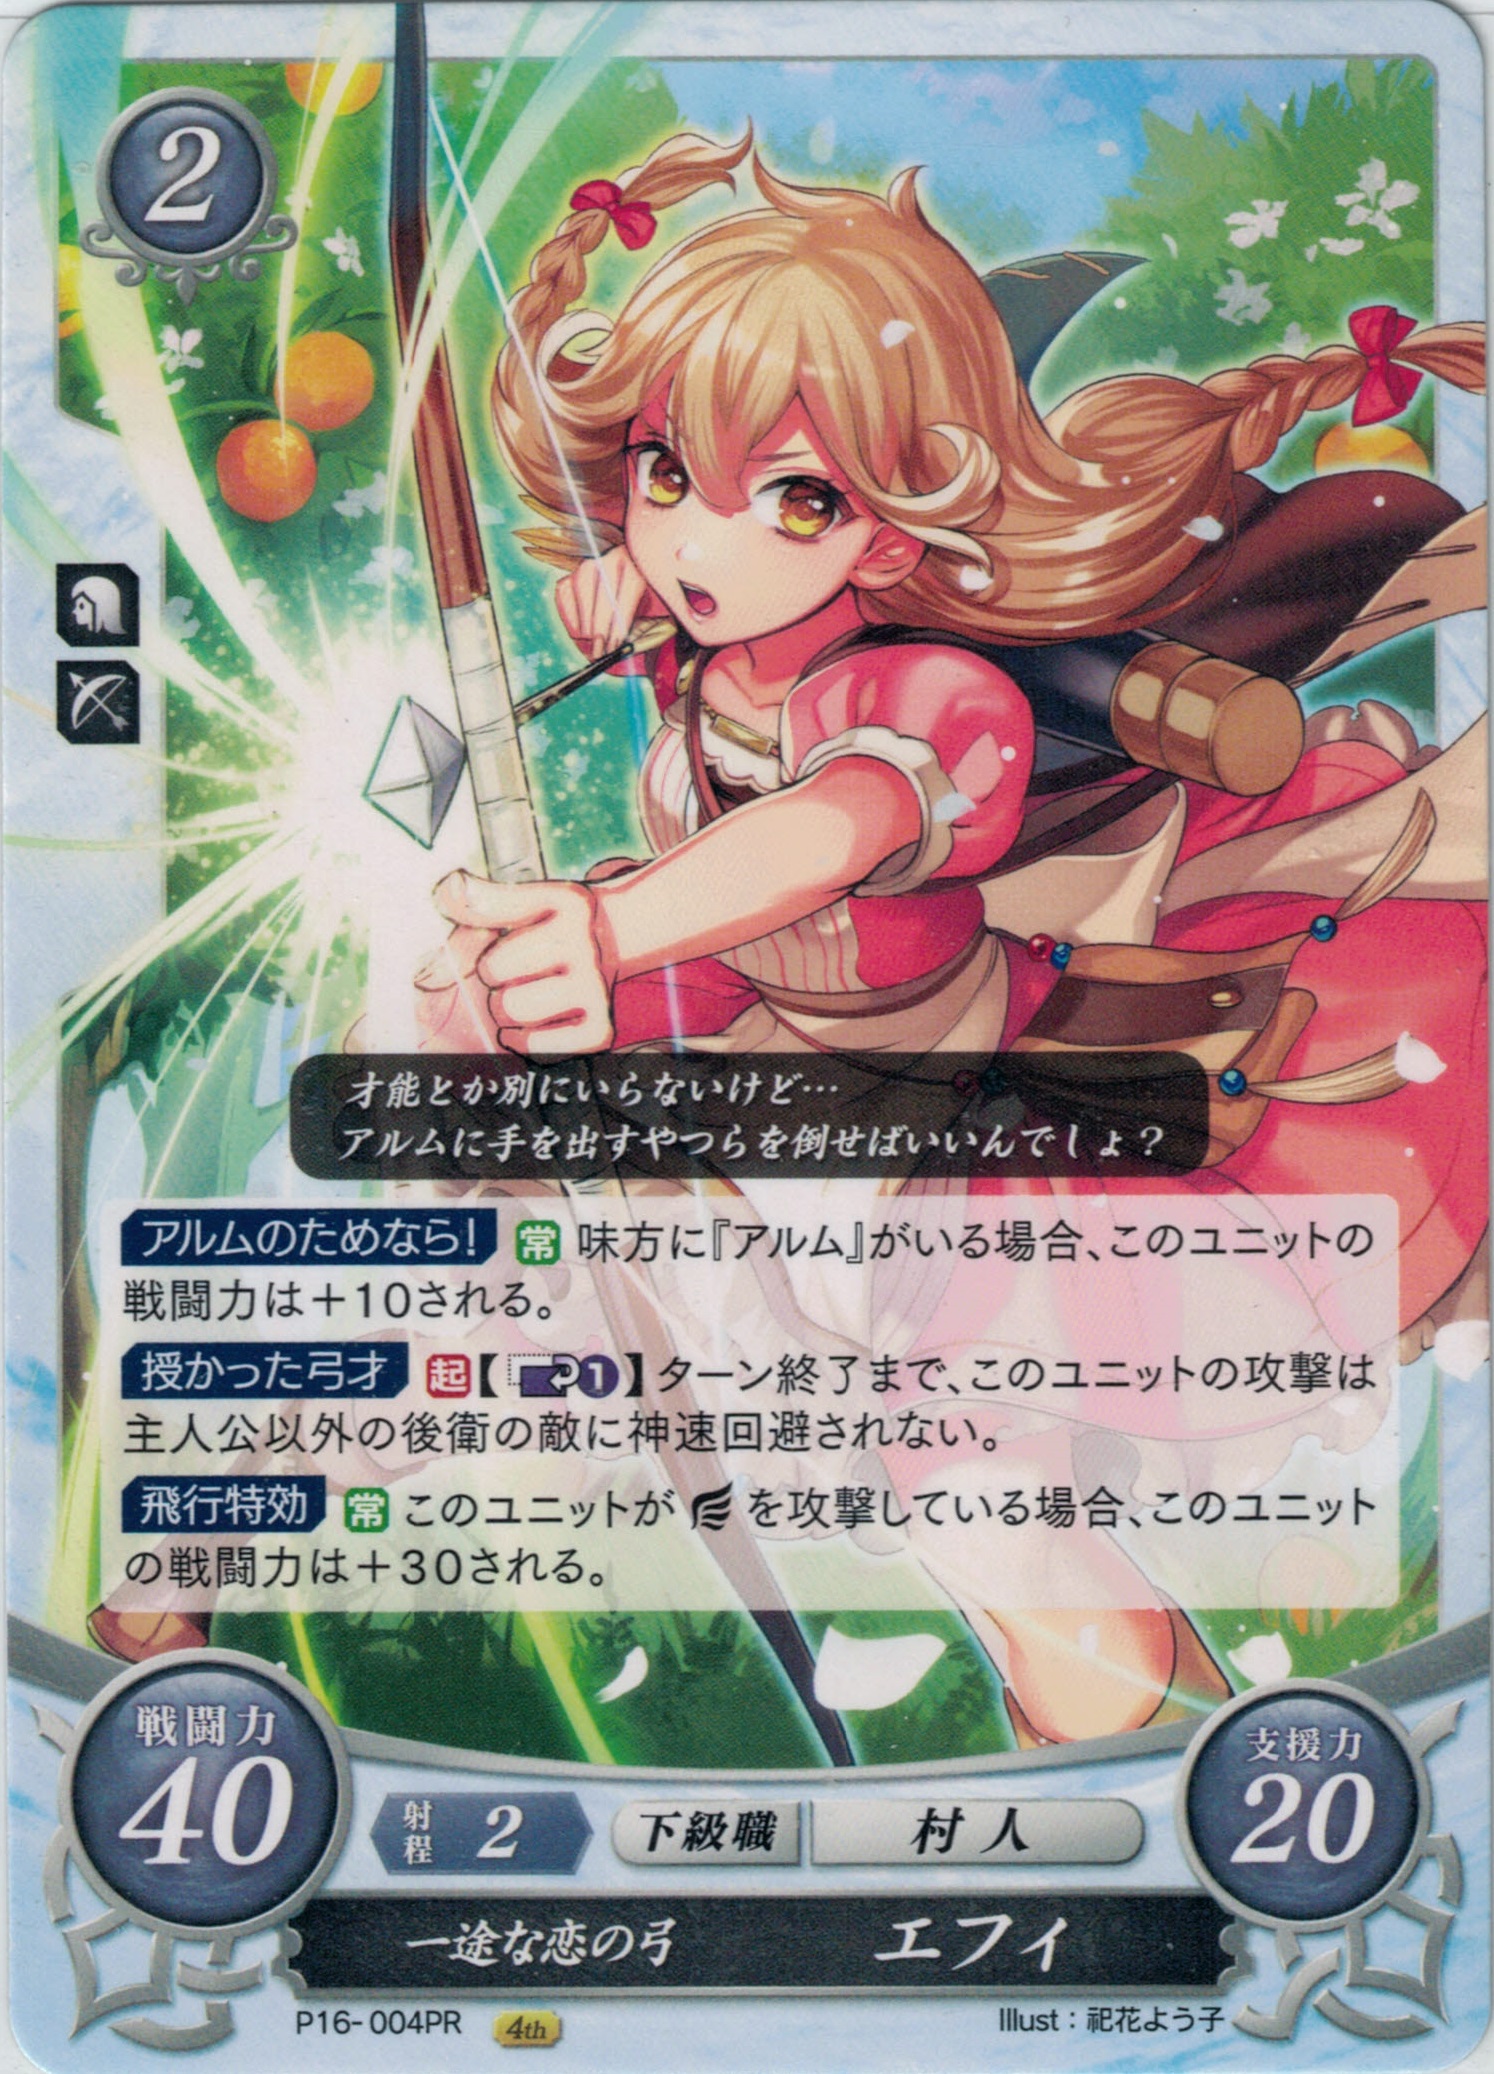 2
才能とか別にいらないけど…
アルムに手を出すやつらを倒せばいいんでしょ？
アルムのためなら！ 常 味方に『アルム』がいる場合、このユニットの
戦闘力は＋10される。
授かった弓才 起【1】ターン終了まで、このユニットの攻撃は
主人公以外の後衛の敵に神速回避されない。
飛行特効 常 このユニットが を攻撃している場合、このユニット
の戦闘力は＋30される。
戦闘力
40
射程 2
下級職
村人
支援力
20
一途な恋の弓 エフィ
P16-004PR 4th
Illust：祀花よう子